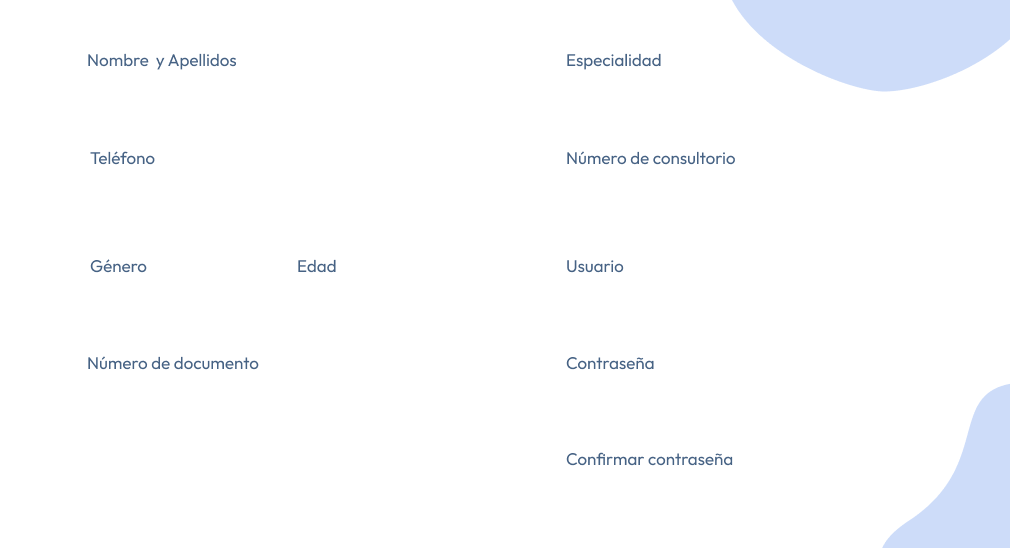 Nombre  y Apellidos
Especialidad
Teléfono
Número de consultorio
Género
Edad
Usuario
Número de documento
Contraseña
Confirmar contraseña